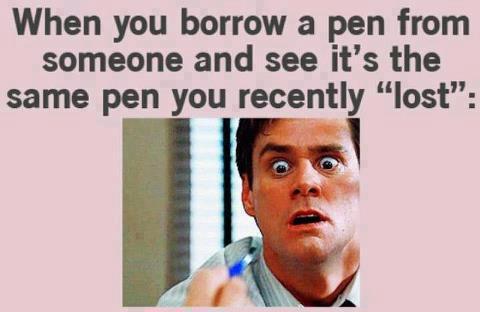 When you borrow a pen from
someone and see it's the
same pen you recently “lost”: